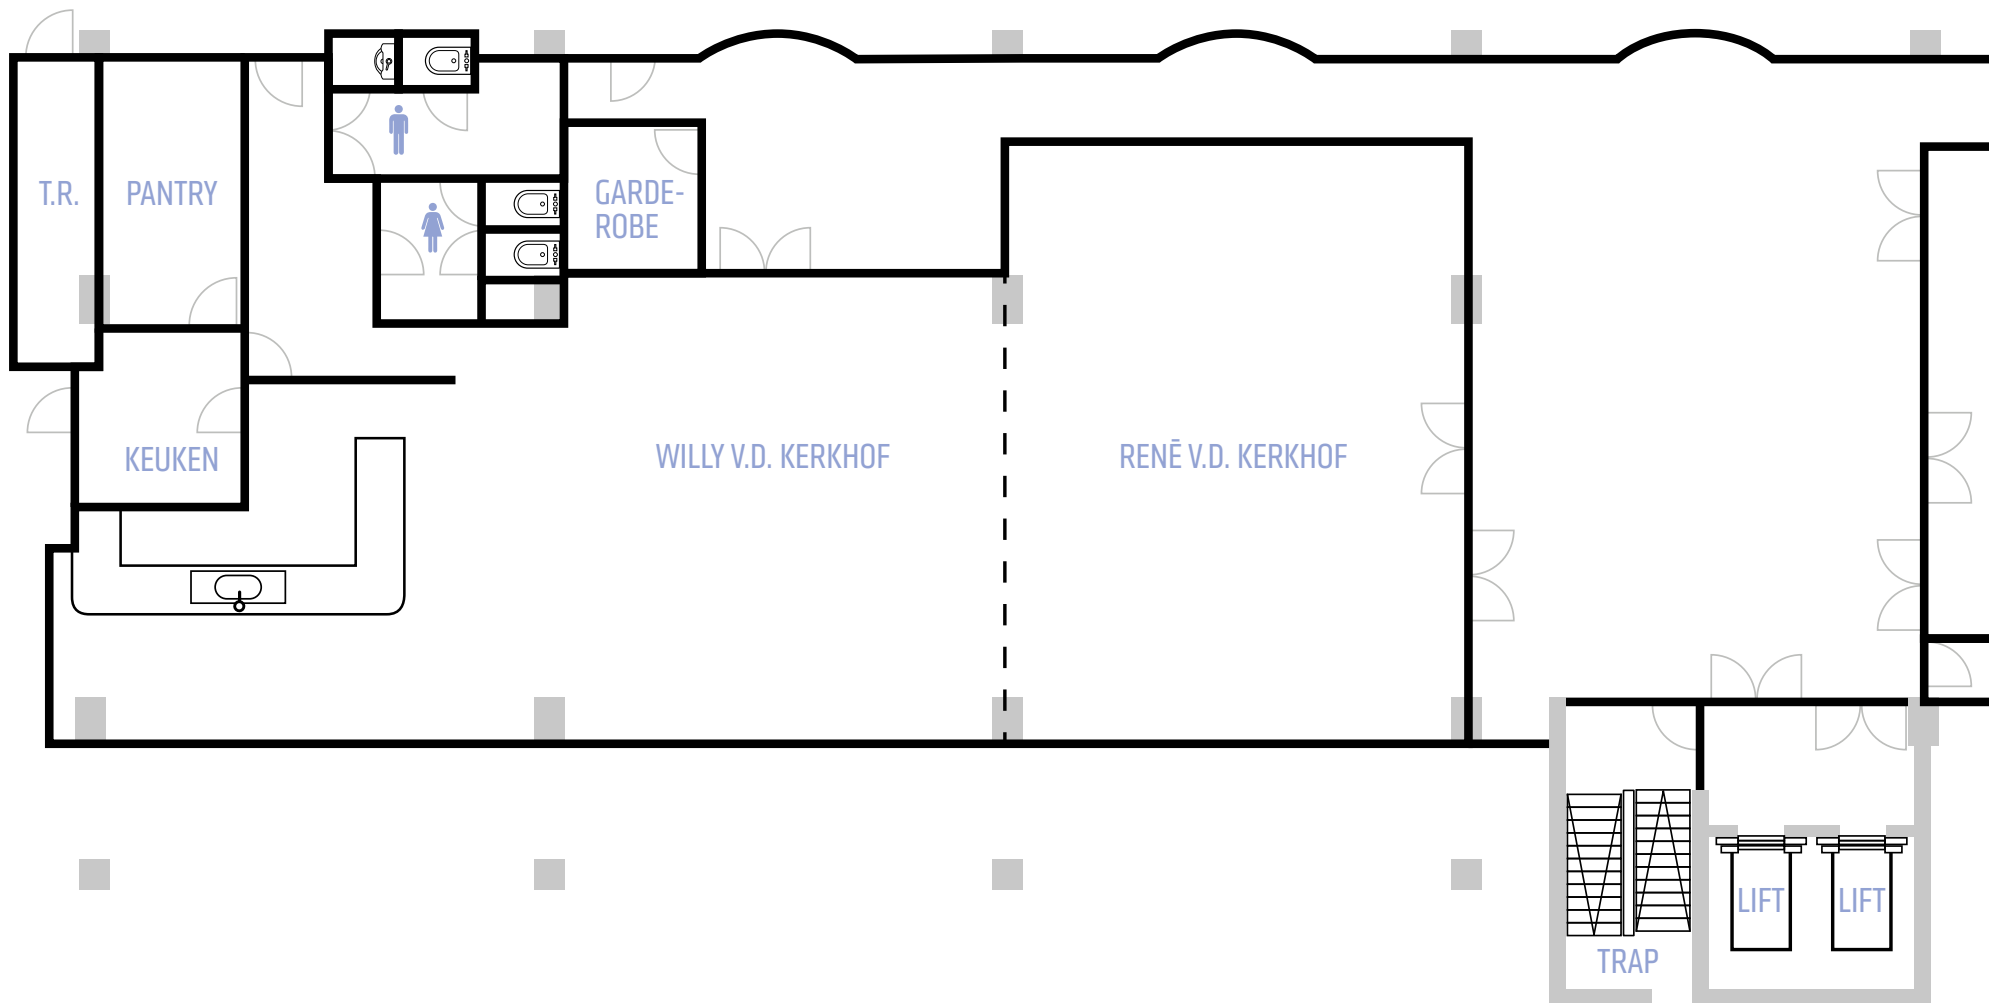 T.R.
PANTRY
GARDE-
ROBE
KEUKEN
WILLY V.D. KERKHOF
RENĒ V.D. KERKHOF
LIFT
LIFT
TRAP